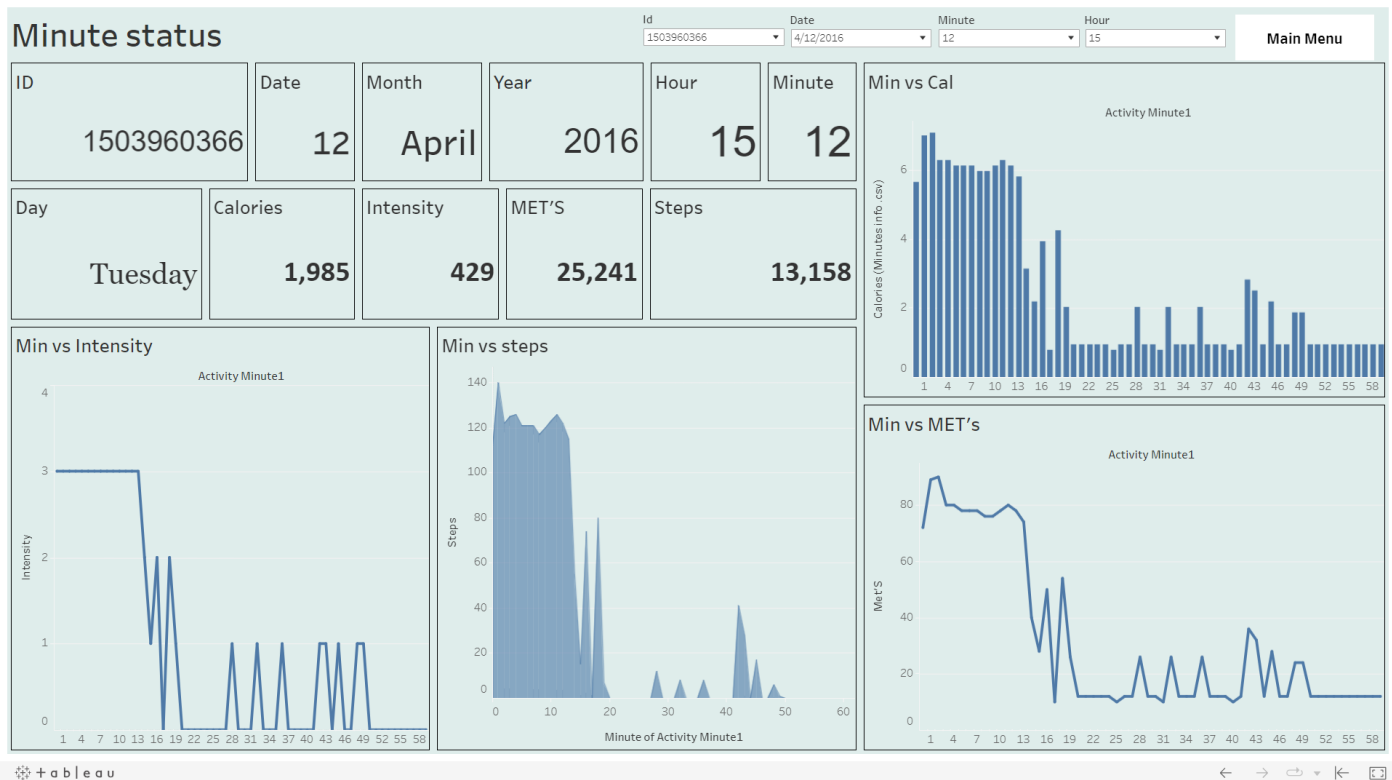 Minute status
Id
1503960366
Date
4/12/2016
Minute
12
Hour
15
Main Menu
ID
1503960366
Date
12
Month
April
Year
2016
Hour
15
Minute
12
Day
Tuesday
Calories
1,985
Intensity
429
MET'S
25,241
Steps
13,158
Min vs Cal
Activity Minute1
Calories (Minutes info .csv)
6
4
2
0
1 4 7 10 13 16 19 22 25 28 31 34 37 40 43 46 49 52 55 58
Min vs Intensity
Activity Minute1
Intensity
4
3
2
1
0
1 4 7 10 13 16 19 22 25 28 31 34 37 40 43 46 49 52 55 58
Min vs steps
Steps
140
120
100
80
60
40
20
0
0 10 20 30 40 50 60
Minute of Activity Minute1
Min vs MET's
Activity Minute1
Met'S
80
60
40
20
0
1 4 7 10 13 16 19 22 25 28 31 34 37 40 43 46 49 52 55 58
+ableau